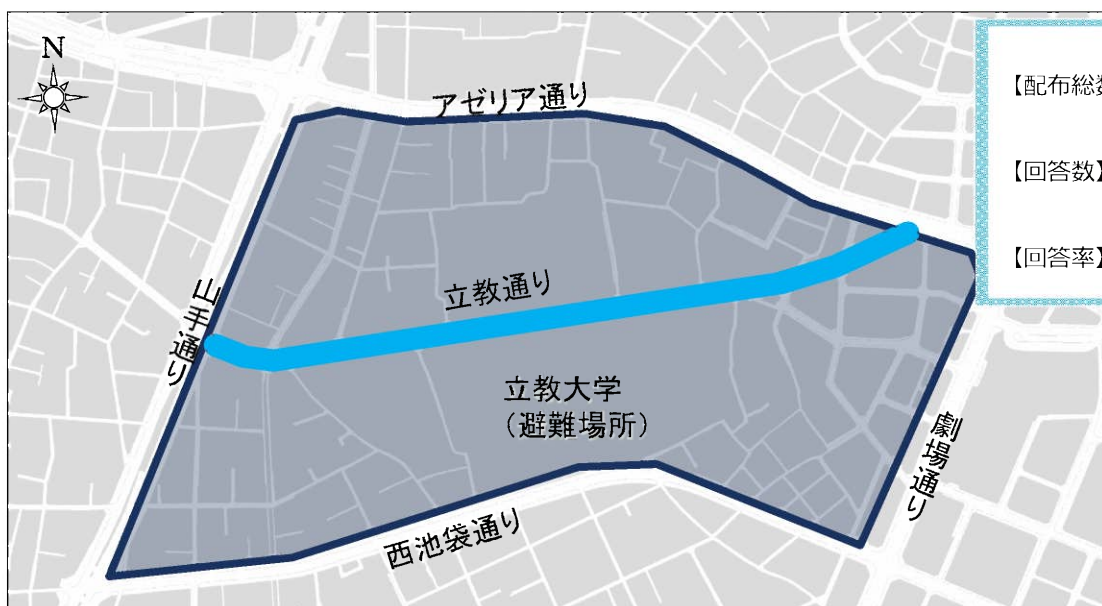 N
アゼリア通り
【配布総数
【回答数】
【回答率】
立教通り
山手通り
立教大学
(避難場所)
劇場通り
西池袋通り